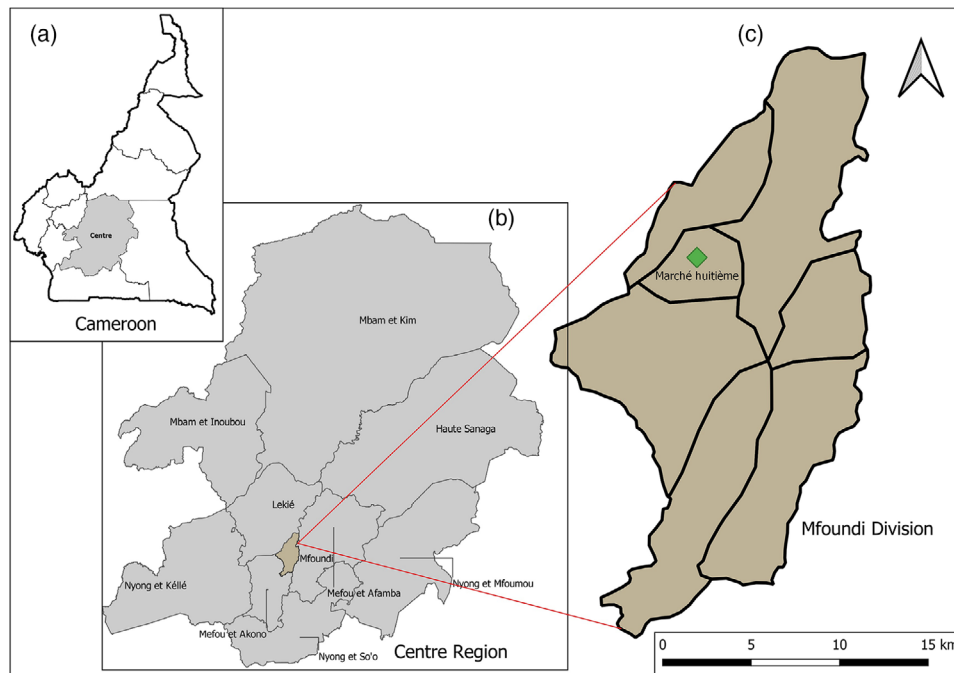 (a)
Centre
Cameroon
(b)
Mbam et Kim
Mbam et Inoubou
Haute Sanaga
Lekié
Mfoundi
Nyong et Kéllé
Mefou et Afamba
Nyong et Mfoumou
Mefou et Akono
Nyong et So'o
Centre Region
(c)
Marché huitième
Mfoundi Division
0 5 10 15 km